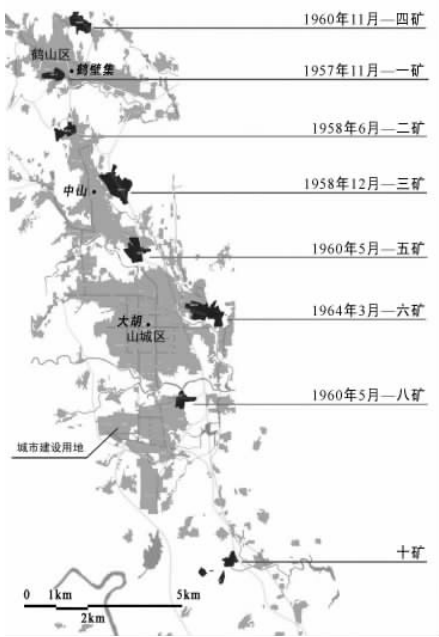 1960年11月—四矿
鹤山区
鹤壁集
1957年11月—一矿
1958年6月—二矿
中山
1958年12月—三矿
1960年5月—五矿
大胡
山城区
1964年3月—六矿
1960年5月—八矿
城市建设用地
十矿
0 1km 5km
2km